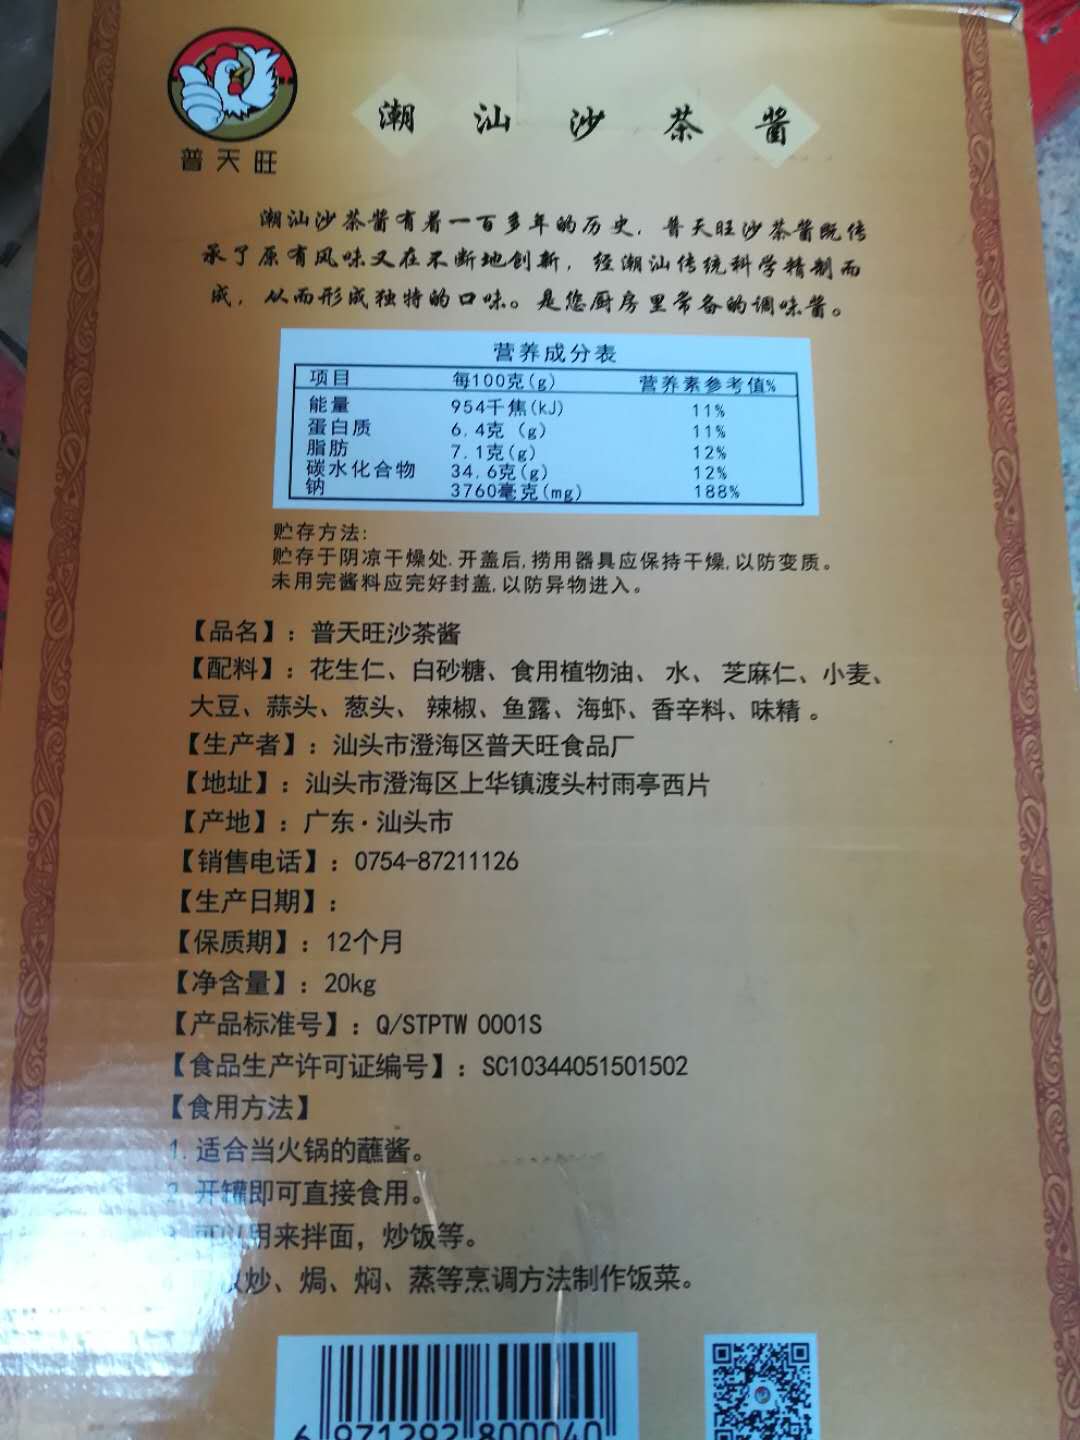 普天旺
潮汕沙茶酱
潮汕沙茶酱有着一百多年的历史，普天旺沙茶酱既传
承了原有风味又在不断地创新，经潮汕传统科学精制而
成，从而形成独特的口味。是您厨房里常备的调味酱。
营养成分表
项目 每100克(g) 营养素参考值%
能量 954千焦(kJ) 11%
蛋白质 6.4克 (g) 11%
脂肪 7.1克(g) 12%
碳水化合物 34.6克(g) 12%
钠 3760毫克(mg) 188%
贮存方法:
贮存于阴凉干燥处.开盖后,捞用器具应保持干燥,以防变质。
未用完酱料应完好封盖,以防异物进入。
【品名】：普天旺沙茶酱
【配料】：花生仁、白砂糖、食用植物油、水、芝麻仁、小麦、
大豆、蒜头、葱头、辣椒、鱼露、海虾、香辛料、味精。
【生产者】：汕头市澄海区普天旺食品厂
【地址】：汕头市澄海区上华镇渡头村雨亭西片
【产地】：广东·汕头市
【销售电话】：0754-87211126
【生产日期】：
【保质期】：12个月
【净含量】：20kg
【产品标准号】：Q/STPTW 0001S
【食品生产许可证编号】：SC10344051501502
【食用方法】
1.适合当火锅的蘸酱。
2.开罐即可直接食用。
3.可以用来拌面，炒饭等。
炒、焗、焖、蒸等烹调方法制作饭菜。
6 971292 800040